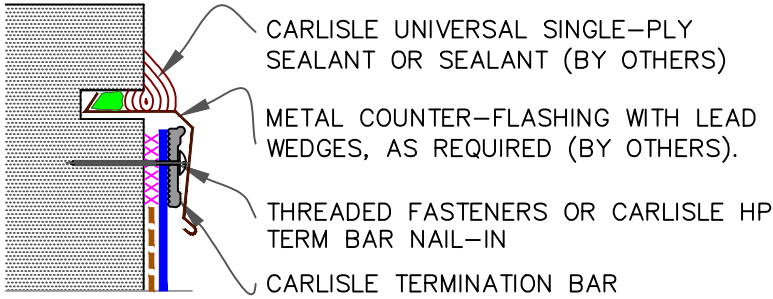 CARLISLE UNIVERSAL SINGLE-PLY
SEALANT OR SEALANT (BY OTHERS)
METAL COUNTER-FLASHING WITH LEAD
WEDGES, AS REQUIRED (BY OTHERS).
THREADED FASTENERS OR CARLISLE HP
TERM BAR NAIL-IN
CARLISLE TERMINATION BAR